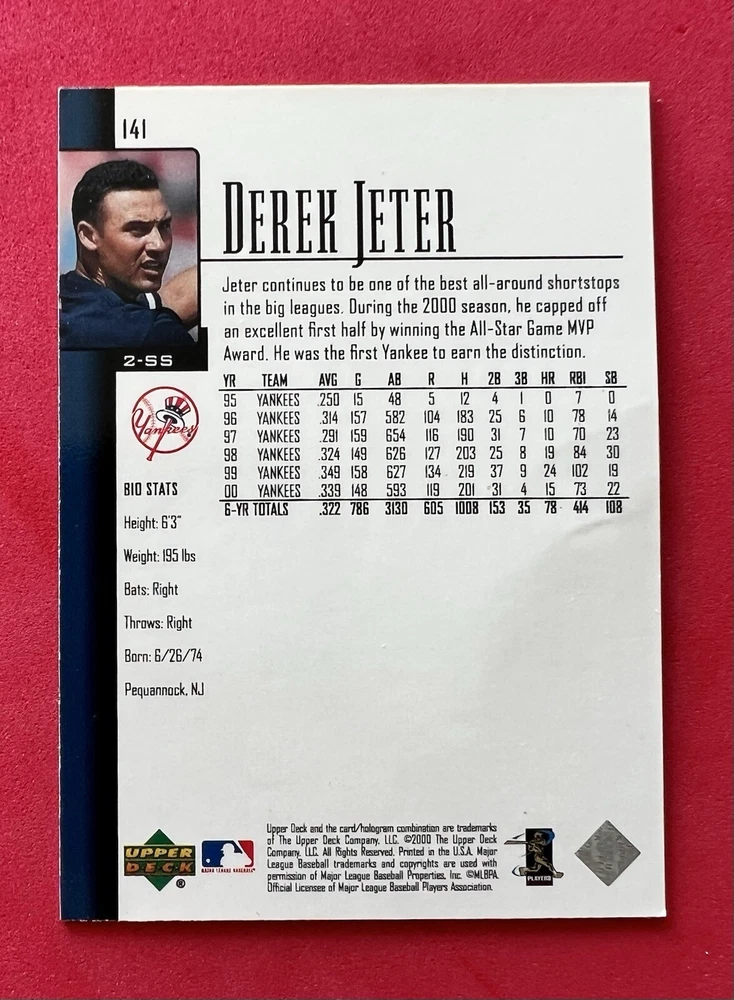 141
DEREK JETER
Jeter continues to be one of the best all-around shortstops
in the big leagues. During the 2000 season, he capped off
an excellent first half by winning the All-Star Game MVP
Award. He was the first Yankee to earn the distinction.
2-SS
YR TEAM AVG G AB R H 2B 3B HR RBI SB
95 YANKEES .250 15 48 5 12 4 1 0 7 0
96 YANKEES .314 157 582 104 183 25 6 10 78 14
97 YANKEES .291 159 654 116 190 31 7 10 70 23
98 YANKEES .324 149 626 127 203 25 8 19 84 30
99 YANKEES .349 158 627 134 219 37 9 24 102 19
00 YANKEES .339 148 593 119 201 31 4 15 73 22
6-YR TOTALS .322 786 3130 605 1008 153 35 78 414 108
Yankees
BIO STATS
Height: 6'3"
Weight: 195 lbs
Bats: Right
Throws: Right
Born: 6/26/74
Pequannock, NJ
UPPER
DECK
®
MAJOR LEAGUE BASEBALL
Upper Deck and the card/hologram combination are trademarks
of The Upper Deck Company, LLC. ©2000 The Upper Deck
Company, LLC. All Rights Reserved. Printed in the U.S.A. Major
League Baseball trademarks and copyrights are used with
permission of Major League Baseball Properties, Inc. ©MLBPA.
Official Licensee of Major League Baseball Players Association.
PLAYERS